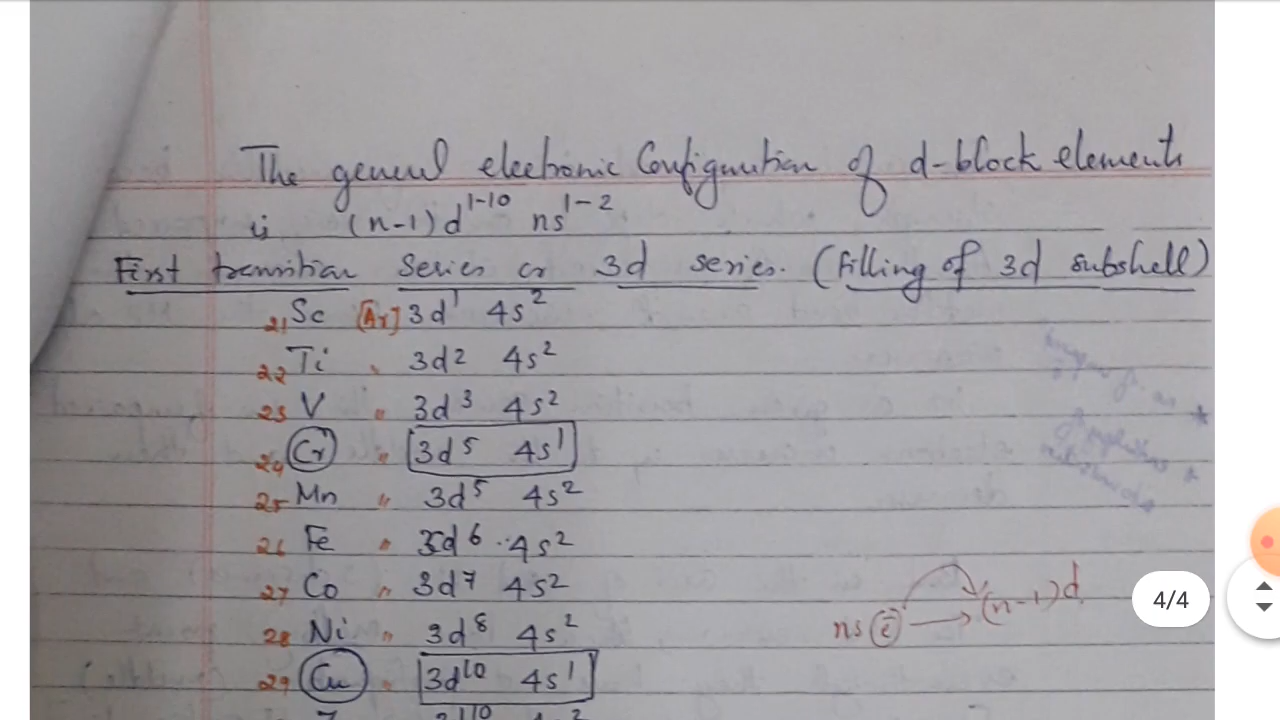 The general electronic Configuration of d-block elements
is (n-1)d¹⁻¹⁰ ns¹⁻²
First transition Series or 3d series. (filling of 3d subshell)
21Sc [Ar] 3d¹ 4s²
22Ti " 3d² 4s²
23V " 3d³ 4s²
24Cr " 3d⁵ 4s¹
25Mn " 3d⁵ 4s²
26Fe " 3d⁶ 4s²
27Co " 3d⁷ 4s²
ns e⁻ → (n-1)d
4/4
28Ni " 3d⁸ 4s²
29Cu " 3d¹⁰ 4s¹